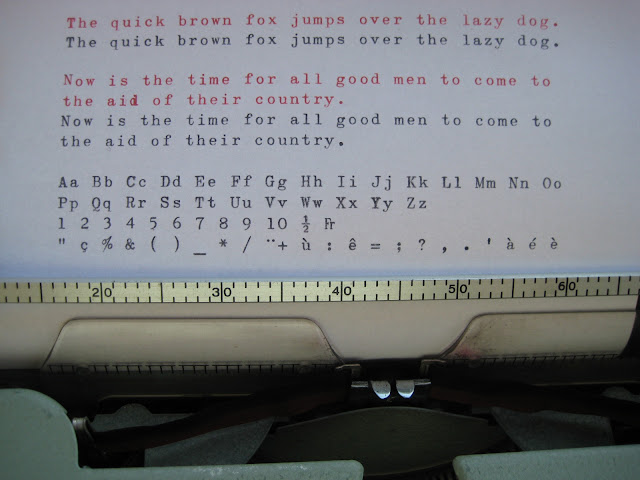 The quick brown fox jumps over the lazy dog.
The quick brown fox jumps over the lazy dog.
Now is the time for all good men to come to
the aid of their country.
Now is the time for all good men to come to
the aid of their country.
Aa Bb Cc Dd Ee Ff Gg Hh Ii Jj Kk Ll Mm Nn Oo
Pp Qq Rr Ss Tt Uu Vv Ww Xx Yy Zz
1 2 3 4 5 6 7 8 9 10 ½ Fr
" ç % & ( ) _ * / ¨+ ù : ê = ; ? , . ' à é è
20 30 40 50 60